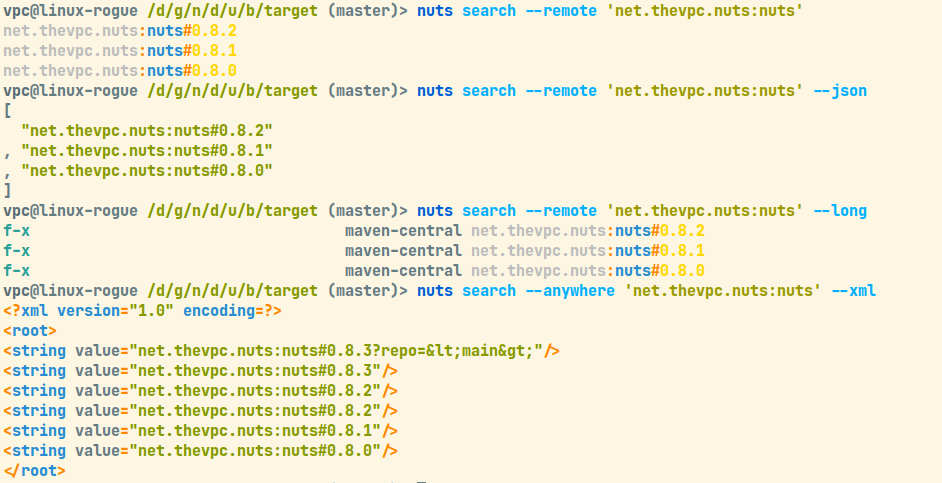 vpc@linux-rogue /d/g/n/d/u/b/target (master)> nuts search --remote 'net.thevpc.nuts:nuts'
net.thevpc.nuts:nuts#0.8.2
net.thevpc.nuts:nuts#0.8.1
net.thevpc.nuts:nuts#0.8.0
vpc@linux-rogue /d/g/n/d/u/b/target (master)> nuts search --remote 'net.thevpc.nuts:nuts' --json
[
  "net.thevpc.nuts:nuts#0.8.2"
, "net.thevpc.nuts:nuts#0.8.1"
, "net.thevpc.nuts:nuts#0.8.0"
]
vpc@linux-rogue /d/g/n/d/u/b/target (master)> nuts search --remote 'net.thevpc.nuts:nuts' --long
f-x                                   maven-central net.thevpc.nuts:nuts#0.8.2
f-x                                   maven-central net.thevpc.nuts:nuts#0.8.1
f-x                                   maven-central net.thevpc.nuts:nuts#0.8.0
vpc@linux-rogue /d/g/n/d/u/b/target (master)> nuts search --anywhere 'net.thevpc.nuts:nuts' --xml
<?xml version="1.0" encoding=?>
<root>
<string value="net.thevpc.nuts:nuts#0.8.3?repo=&lt;main&gt;"/>
<string value="net.thevpc.nuts:nuts#0.8.3"/>
<string value="net.thevpc.nuts:nuts#0.8.2"/>
<string value="net.thevpc.nuts:nuts#0.8.2"/>
<string value="net.thevpc.nuts:nuts#0.8.1"/>
<string value="net.thevpc.nuts:nuts#0.8.0"/>
</root>